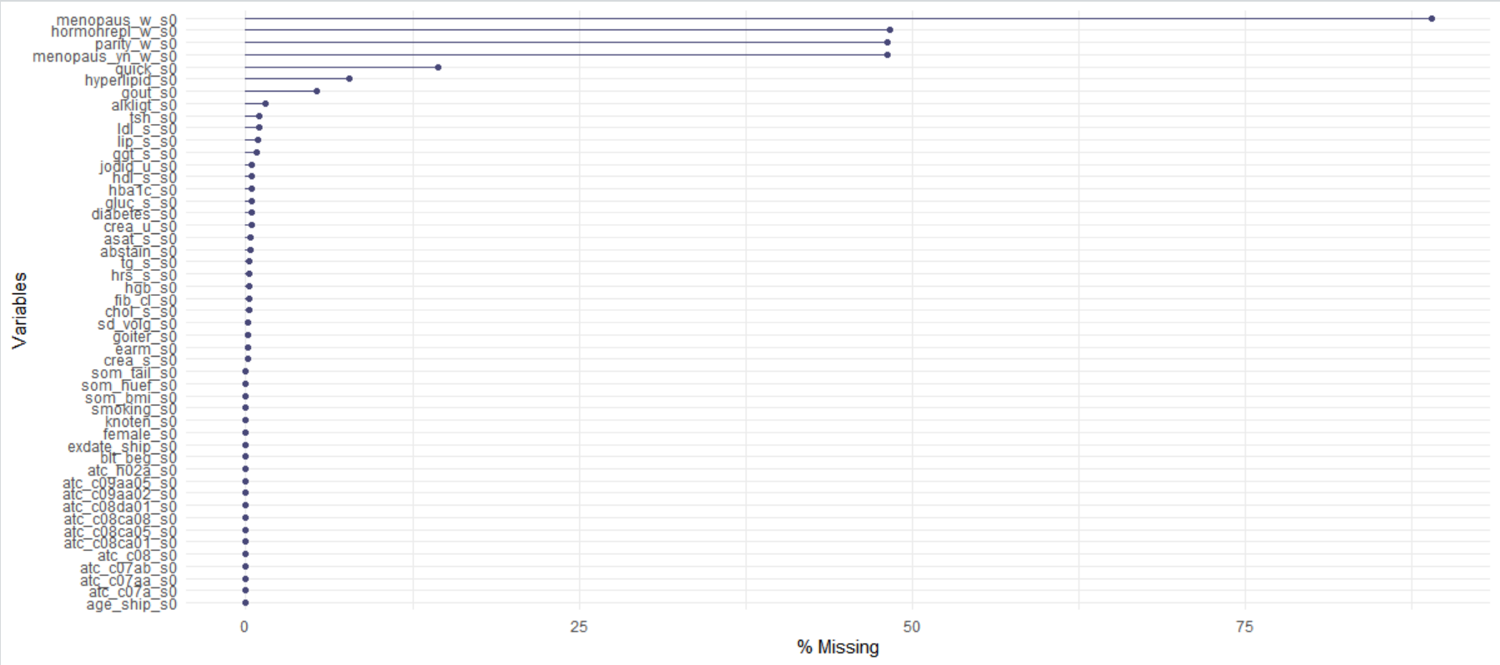 menopaus_w_s0
hormonrepl_w_s0
parity_w_s0
menopaus_yn_w_s0
quick_s0
hyperlipid_s0
gout_s0
alkligt_s0
tsh_s0
ldl_s_s0
lip_s_s0
ggt_s_s0
jodid_u_s0
hdl_s_s0
hba1c_s0
gluc_s_s0
diabetes_s0
crea_u_s0
asat_s_s0
abstain_s0
tg_s_s0
hrs_s_s0
hgb_s0
fib_cl_s0
chol_s_s0
sd_volg_s0
goiter_s0
earm_s0
crea_s_s0
som_tail_s0
som_huef_s0
som_bmi_s0
smoking_s0
knoten_s0
female_s0
exdate_ship_s0
blt_beg_s0
atc_h02a_s0
atc_c09aa05_s0
atc_c09aa02_s0
atc_c08da01_s0
atc_c08ca08_s0
atc_c08ca05_s0
atc_c08ca01_s0
atc_c08_s0
atc_c07ab_s0
atc_c07aa_s0
atc_c07a_s0
age_ship_s0
Variables
0 25 50 75
% Missing